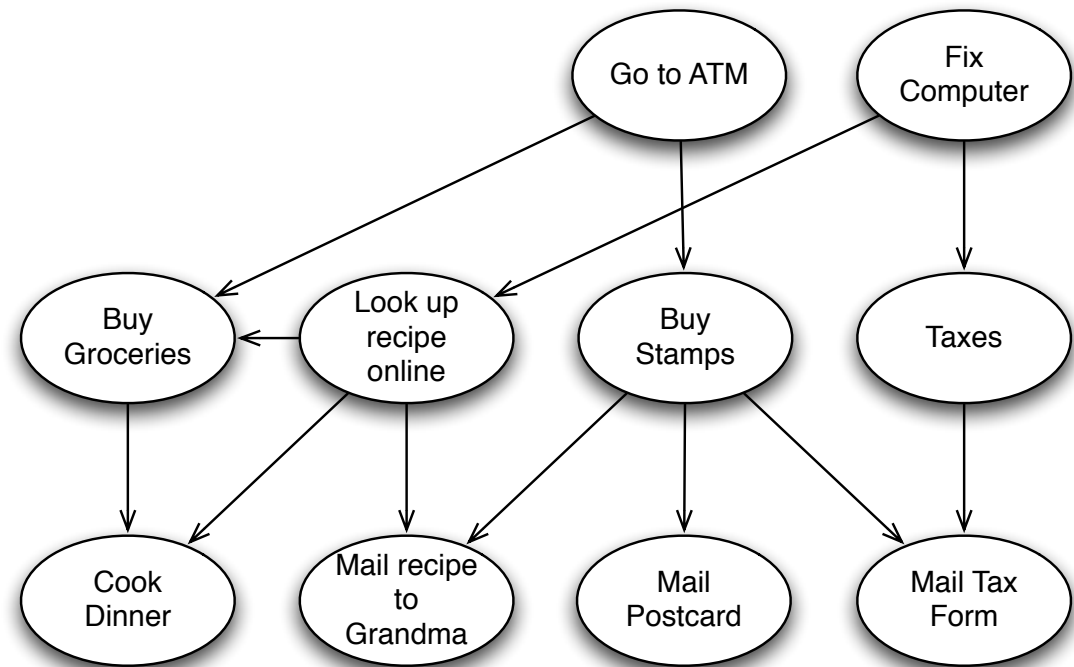 Go to ATM
Fix
Computer
Buy
Groceries
Look up
recipe
online
Buy
Stamps
Taxes
Cook
Dinner
Mail recipe
to
Grandma
Mail
Postcard
Mail Tax
Form